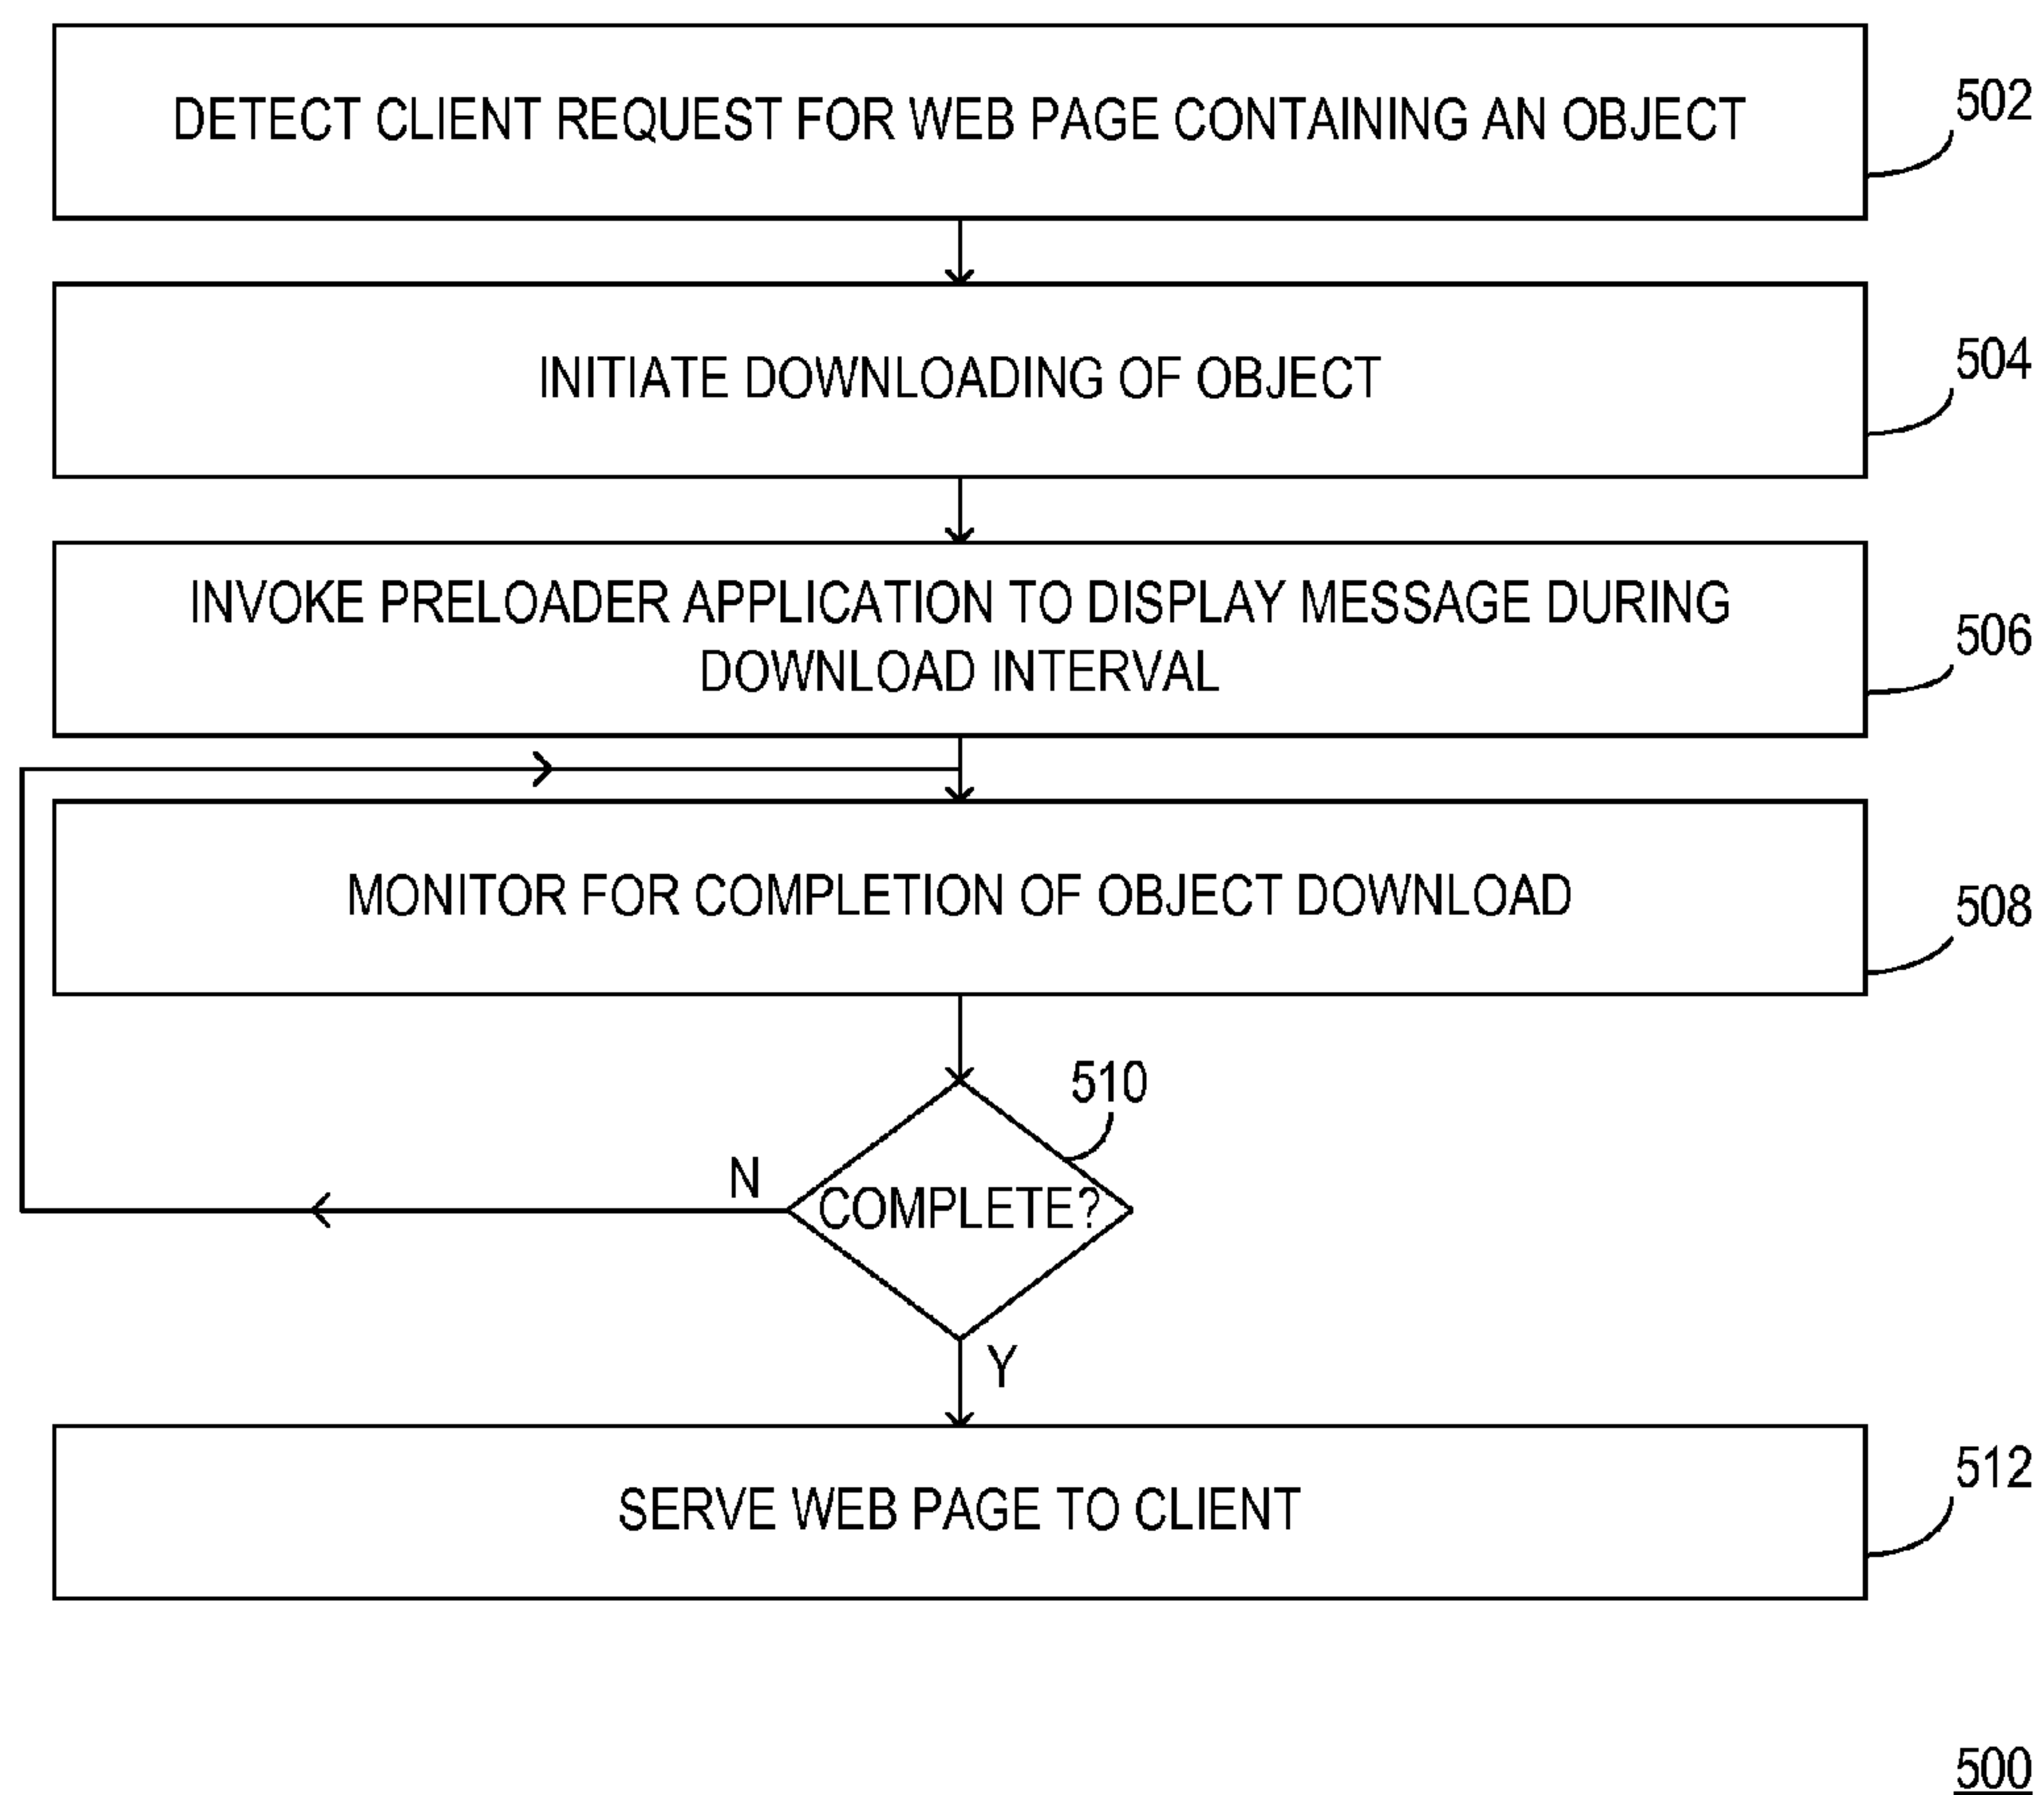 DETECT CLIENT REQUEST FOR WEB PAGE CONTAINING AN OBJECT
502
INITIATE DOWNLOADING OF OBJECT
504
INVOKE PRELOADER APPLICATION TO DISPLAY MESSAGE DURING
DOWNLOAD INTERVAL
506
MONITOR FOR COMPLETION OF OBJECT DOWNLOAD
508
510
N
COMPLETE?
Y
SERVE WEB PAGE TO CLIENT
512
500